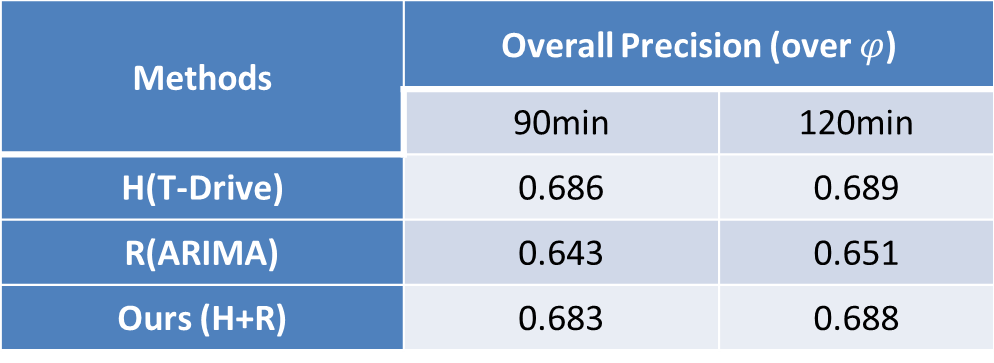 Methods
Overall Precision (over φ)
90min 120min
H(T-Drive) 0.686 0.689
R(ARIMA) 0.643 0.651
Ours (H+R) 0.683 0.688